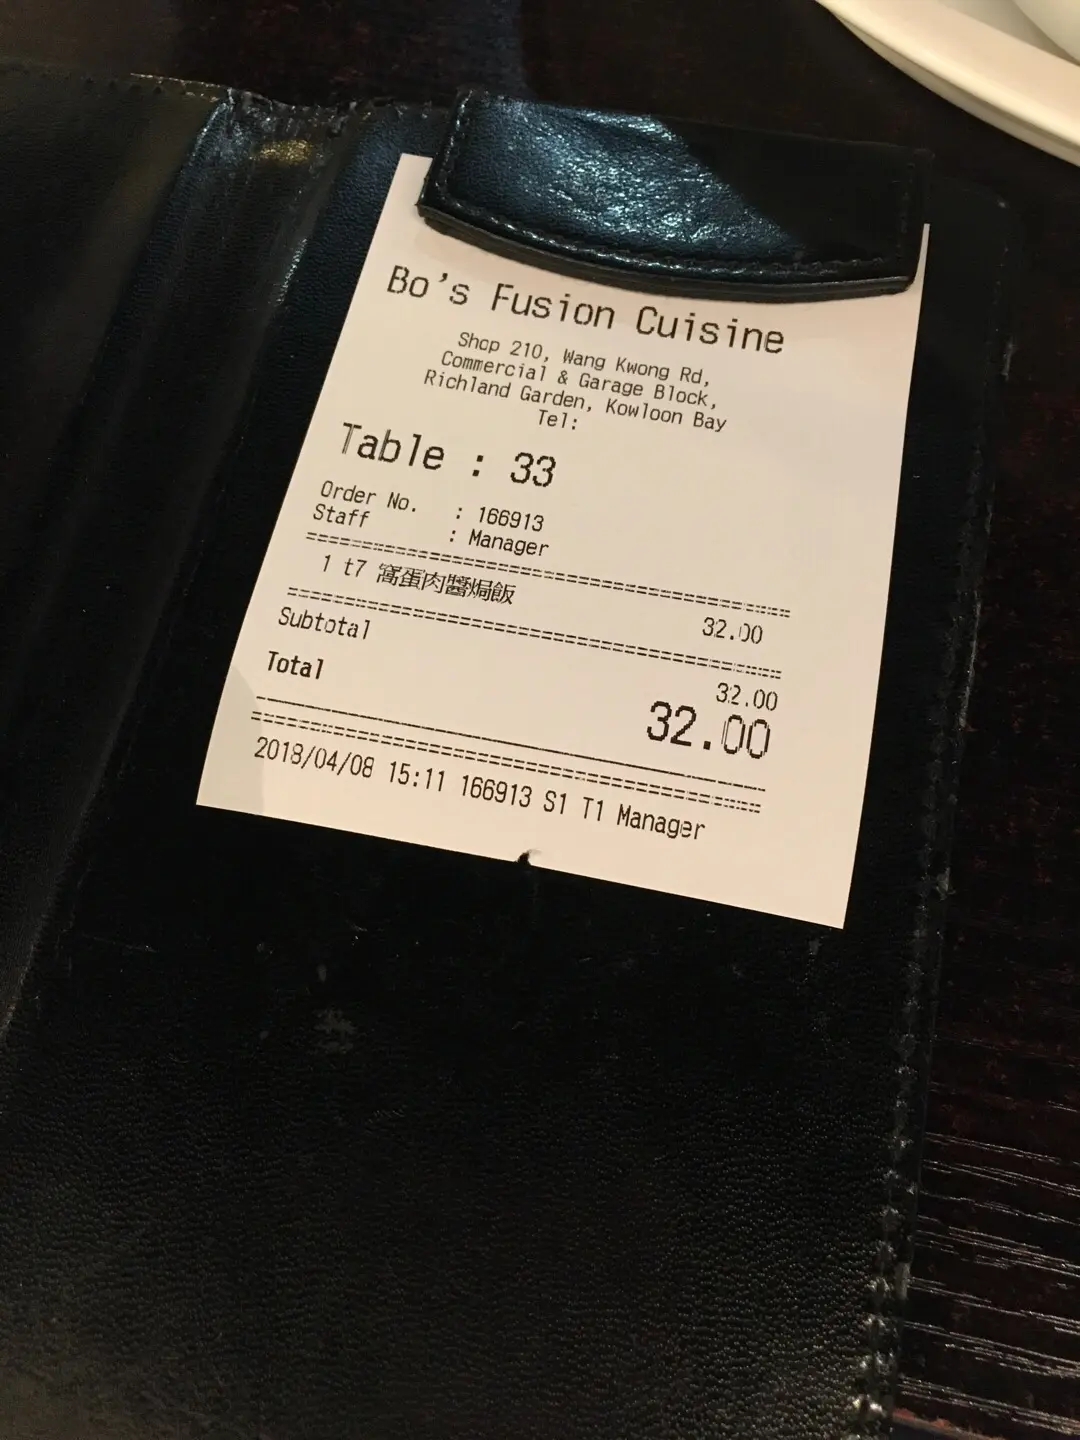 Bo's Fusion Cuisine
Shop 210, Wang Kwong Rd,
Commercial & Garage Block,
Richland Garden, Kowloon Bay
Tel:
Table : 33
Order No. : 166913
Staff : Manager
1 t7 窩蛋肉醬焗飯 32.00
Subtotal 32.00
Total 32.00
2018/04/08 15:11 166913 S1 T1 Manager